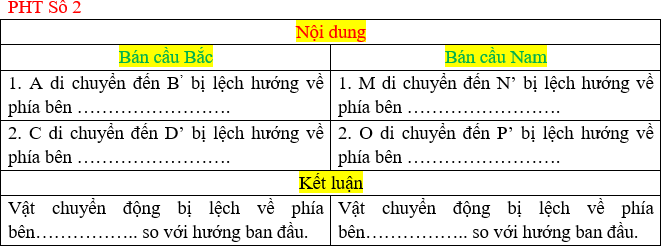 PHT Số 2
Nội dung
Bán cầu Bắc
Bán cầu Nam
1. A di chuyển đến B’ bị lệch hướng về
phía bên …………………….
1. M di chuyển đến N’ bị lệch hướng về
phía bên …………………….
2. C di chuyển đến D’ bị lệch hướng về
phía bên …………………….
2. O di chuyển đến P’ bị lệch hướng về
phía bên …………………….
Kết luận
Vật chuyển động bị lệch về phía
bên…………….. so với hướng ban đầu.
Vật chuyển động bị lệch về phía
bên…………….. so với hướng ban đầu.